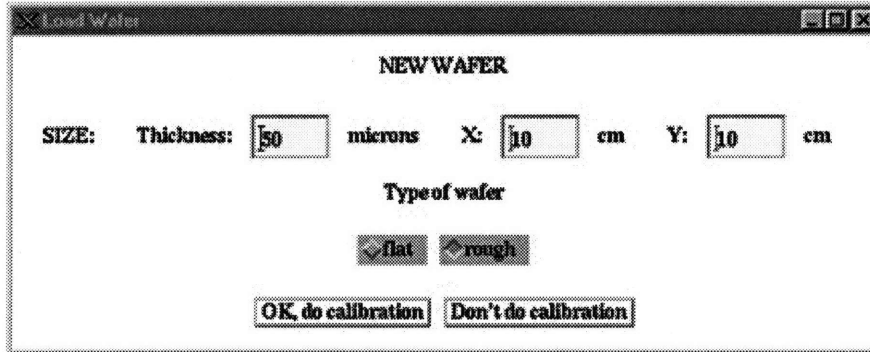 Load Wafer
NEW WAFER
SIZE: Thickness: 50 microns X: 10 cm Y: 10 cm
Type of wafer
flat rough
OK, do calibration Don't do calibration